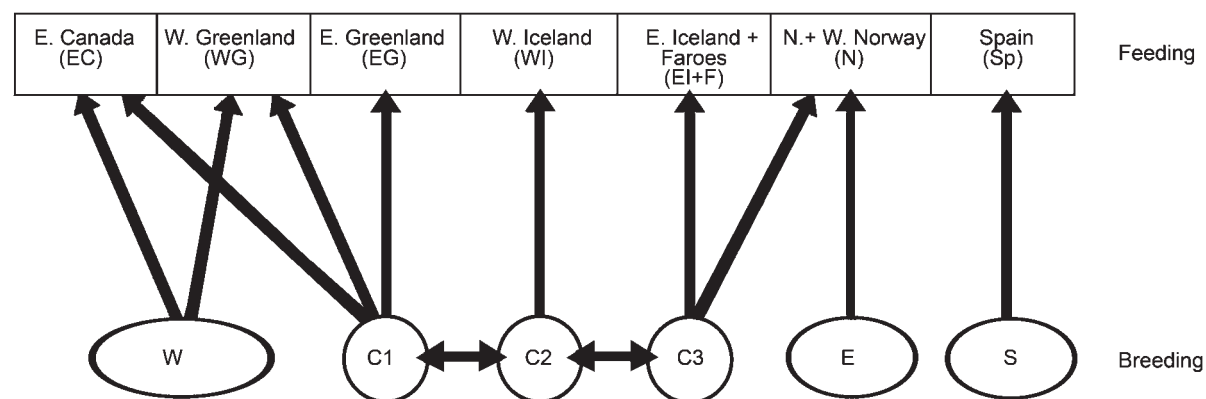 E. Canada
(EC)
W. Greenland
(WG)
E. Greenland
(EG)
W. Iceland
(WI)
E. Iceland +
Faroes
(EI+F)
N.+ W. Norway
(N)
Spain
(Sp)
Feeding
W
C1
C2
C3
E
S
Breeding